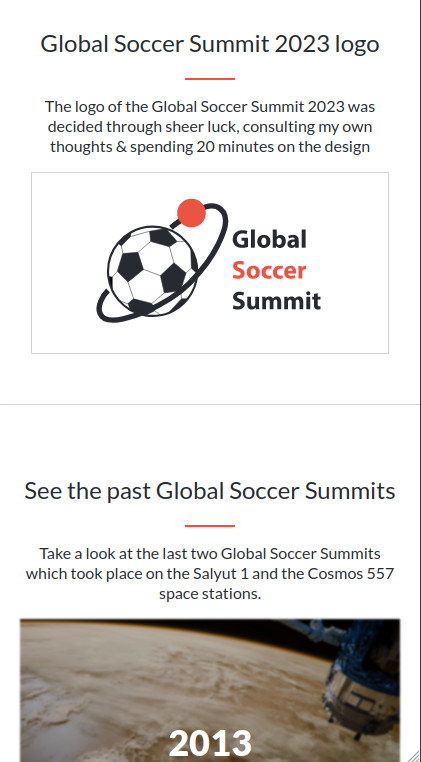 Global Soccer Summit 2023 logo
The logo of the Global Soccer Summit 2023 was
decided through sheer luck, consulting my own
thoughts & spending 20 minutes on the design
Global
Soccer
Summit
See the past Global Soccer Summits
Take a look at the last two Global Soccer Summits
which took place on the Salyut 1 and the Cosmos 557
space stations.
2013